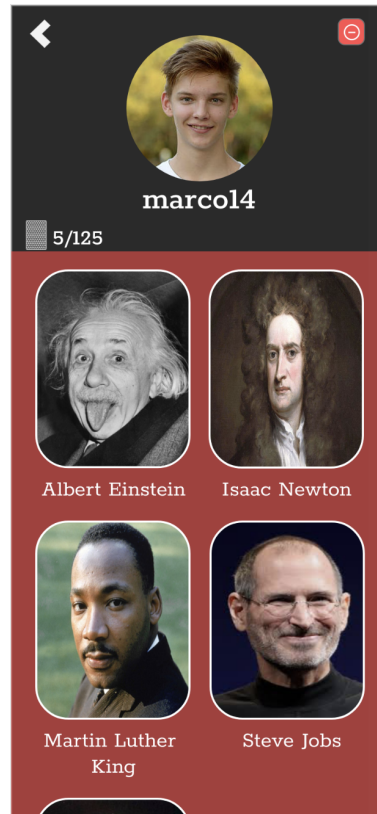 marco14
5/125
Albert Einstein
Isaac Newton
Martin Luther
King
Steve Jobs